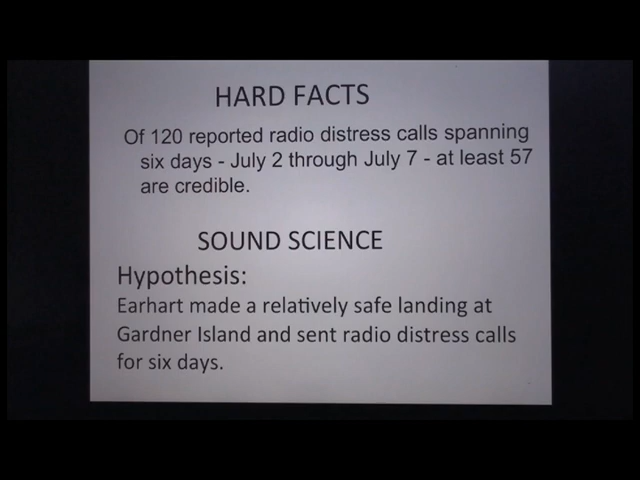 HARD FACTS
Of 120 reported radio distress calls spanning
six days - July 2 through July 7 - at least 57
are credible.
SOUND SCIENCE
Hypothesis:
Earhart made a relatively safe landing at
Gardner Island and sent radio distress calls
for six days.